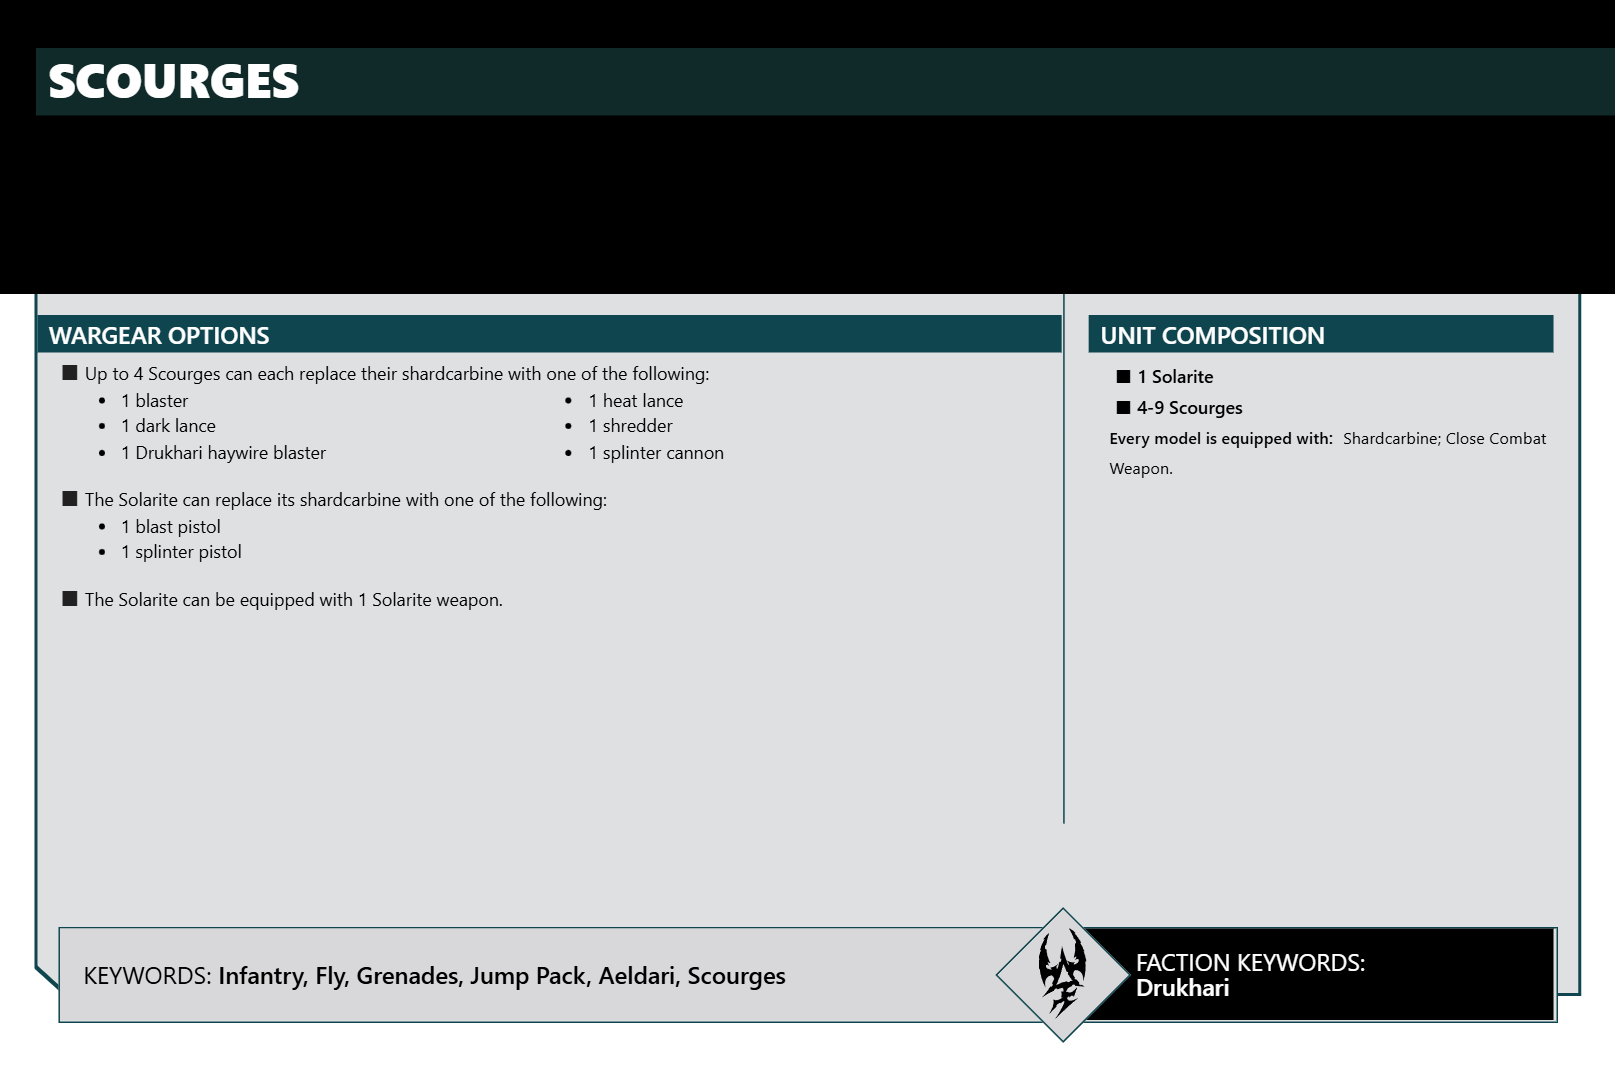 SCOURGES
WARGEAR OPTIONS
Up to 4 Scourges can each replace their shardcarbine with one of the following:
1 blaster
1 dark lance
1 Drukhari haywire blaster
1 heat lance
1 shredder
1 splinter cannon
The Solarite can replace its shardcarbine with one of the following:
1 blast pistol
1 splinter pistol
The Solarite can be equipped with 1 Solarite weapon.
UNIT COMPOSITION
1 Solarite
4-9 Scourges
Every model is equipped with: Shardcarbine; Close Combat
Weapon.
KEYWORDS: Infantry, Fly, Grenades, Jump Pack, Aeldari, Scourges
FACTION KEYWORDS:
Drukhari